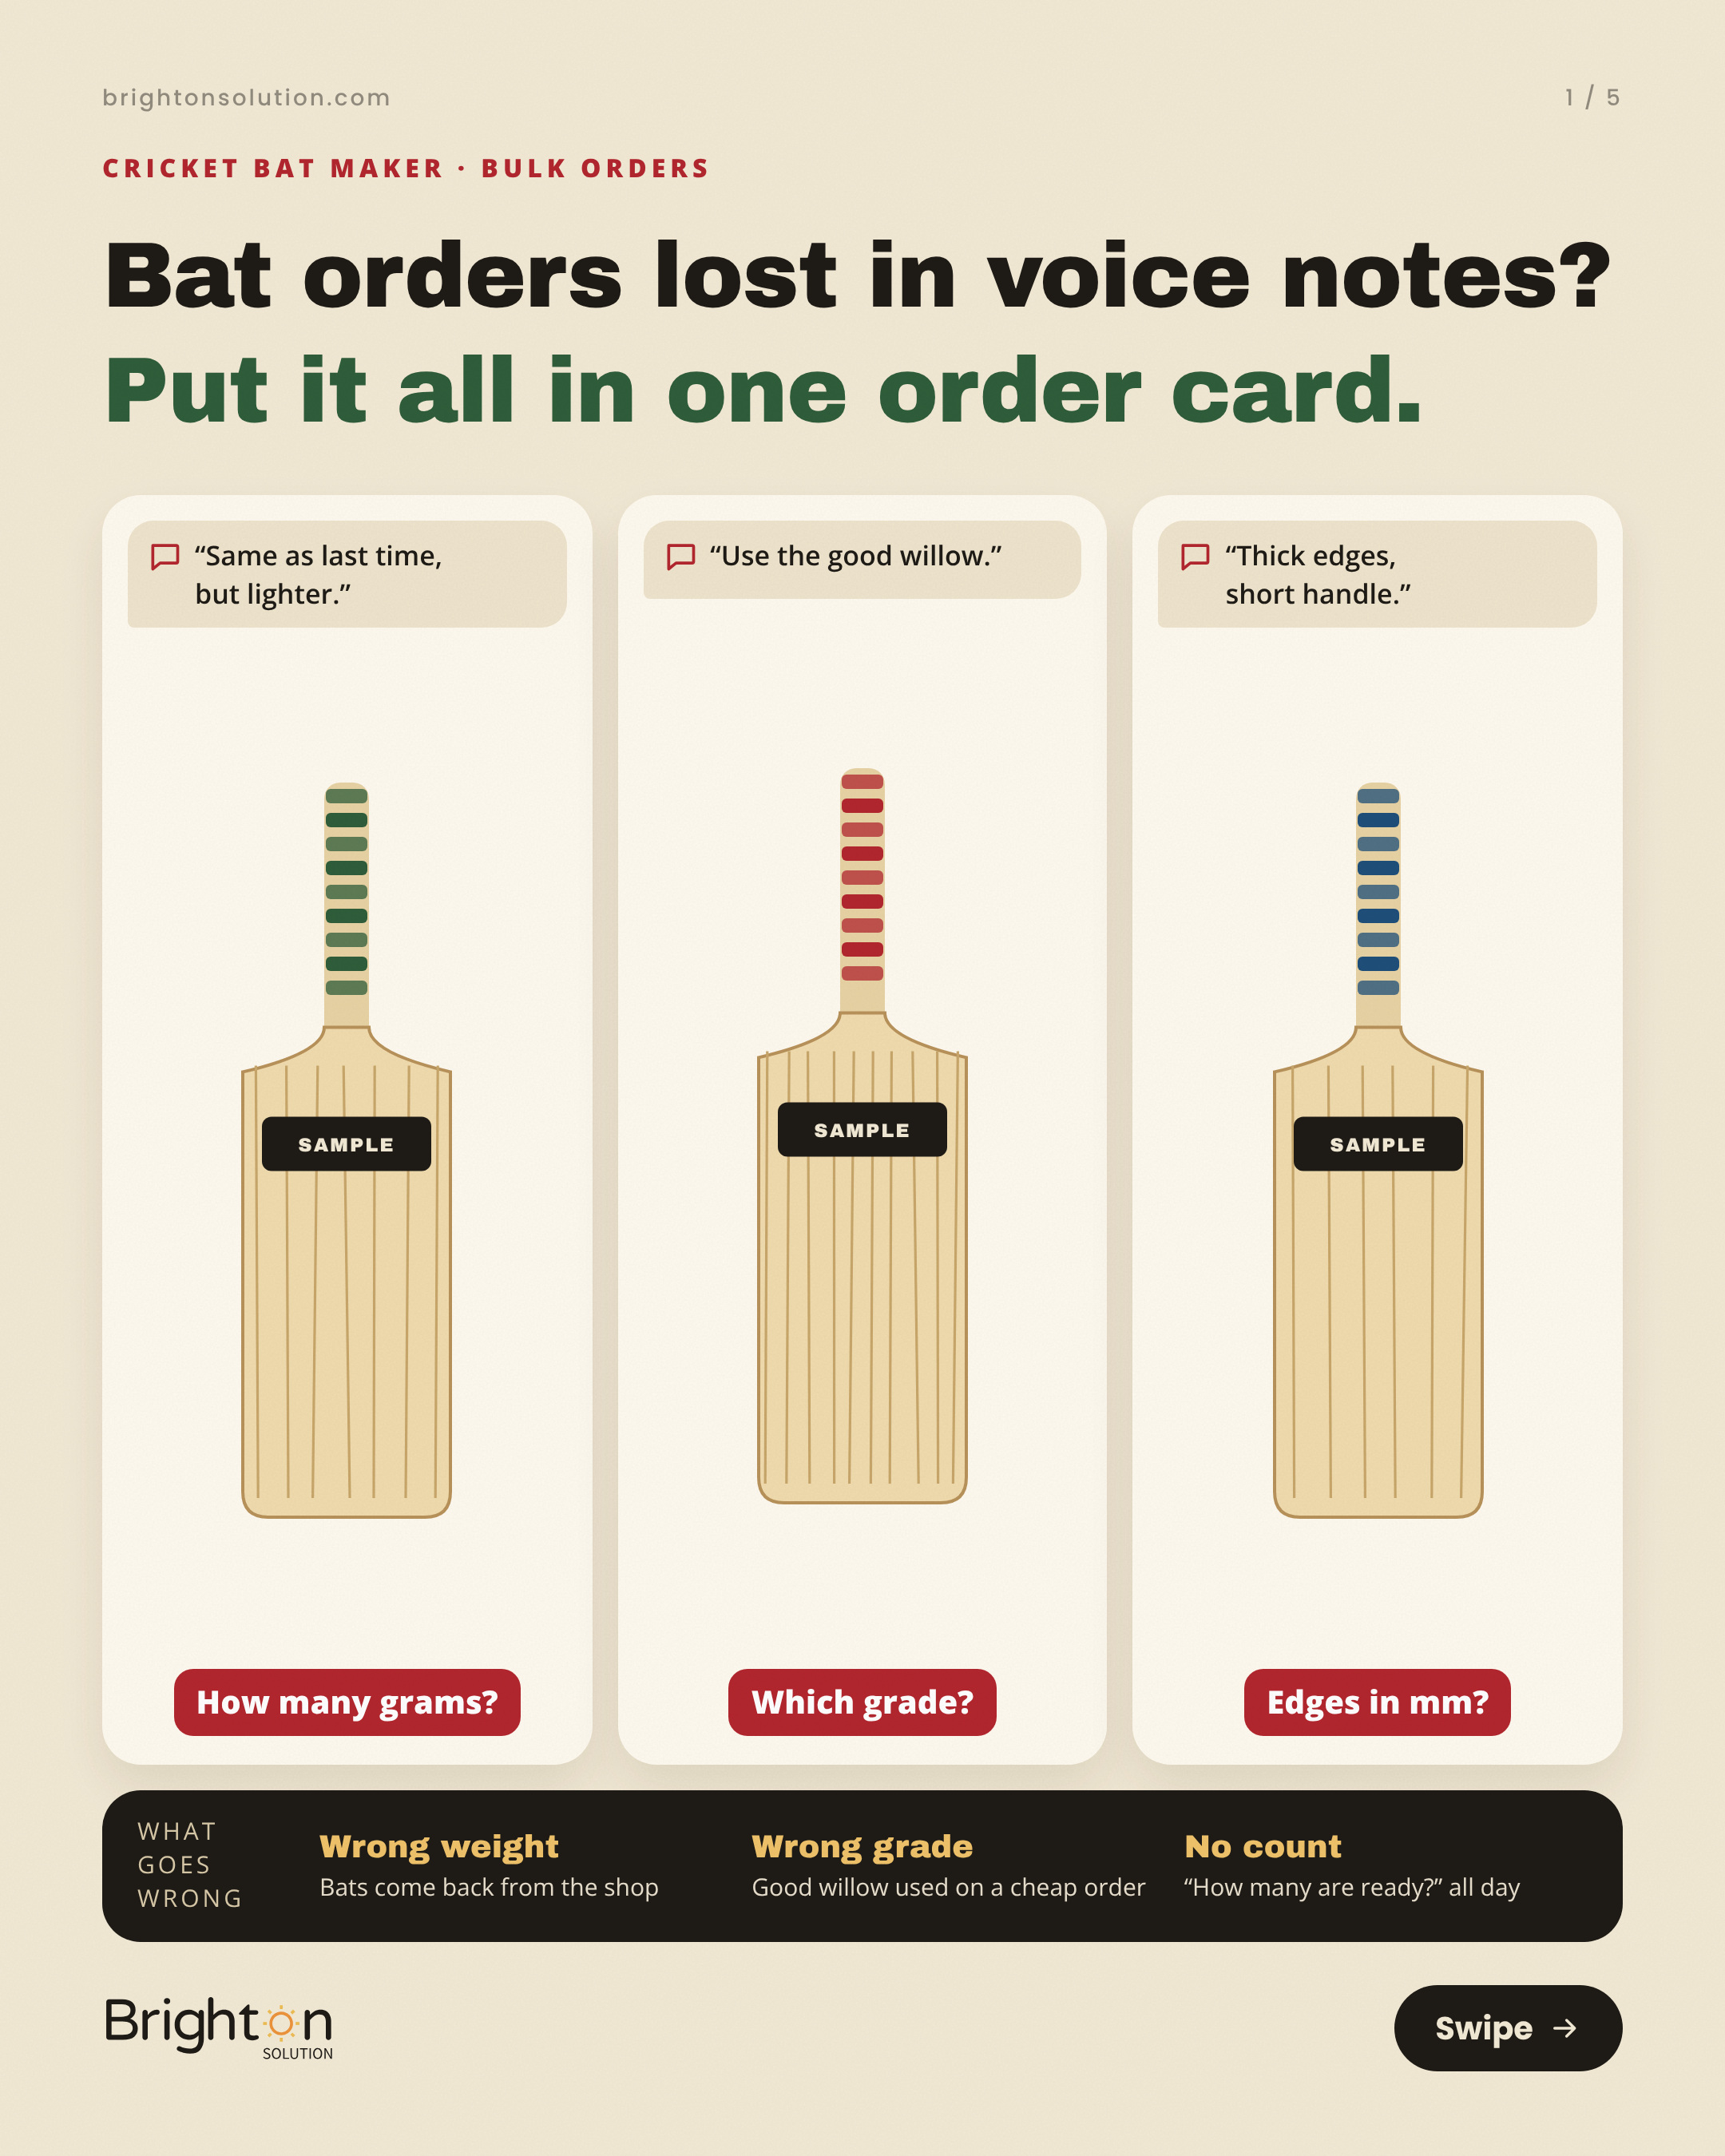 brightonsolution.com
1 / 5
CRICKET BAT MAKER · BULK ORDERS
Bat orders lost in voice notes?
Put it all in one order card.
“Same as last time,
but lighter.”
“Use the good willow.”
“Thick edges,
short handle.”
SAMPLE
SAMPLE
SAMPLE
How many grams?
Which grade?
Edges in mm?
WHAT
GOES
WRONG
Wrong weight
Bats come back from the shop
Wrong grade
Good willow used on a cheap order
No count
“How many are ready?” all day
Brighton
SOLUTION
Swipe →